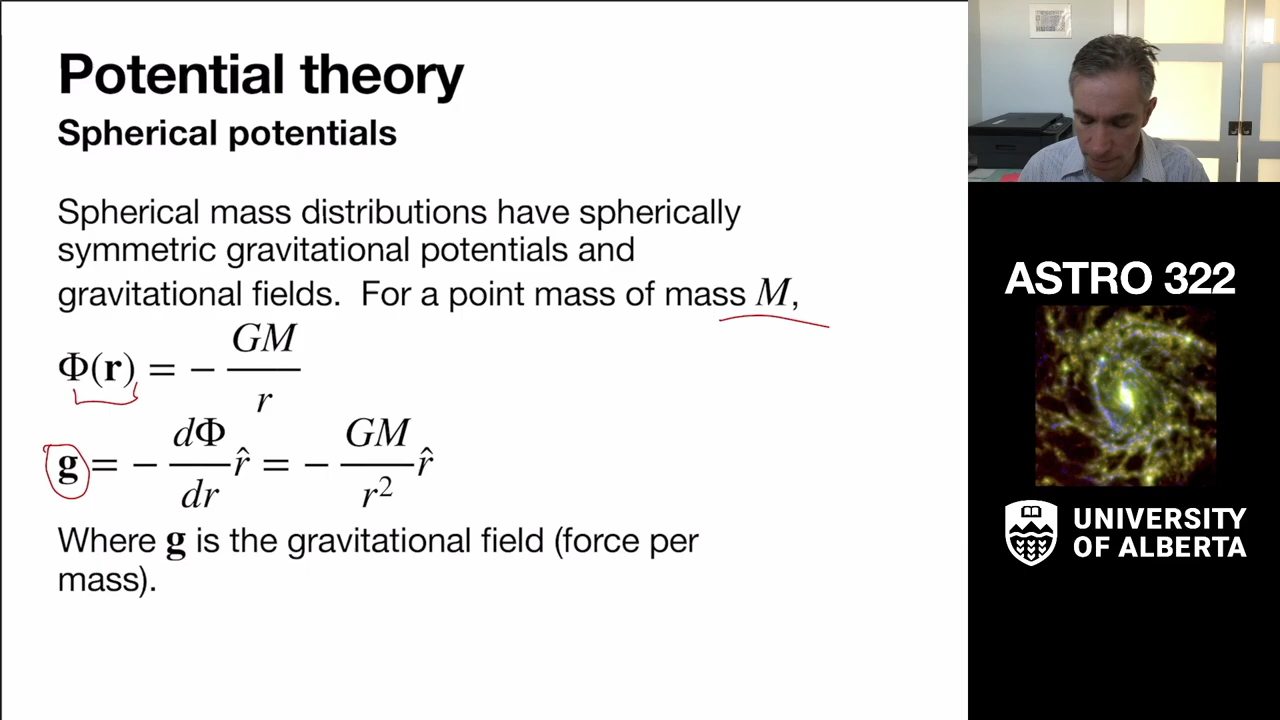 Potential theory
Spherical potentials
Spherical mass distributions have spherically
symmetric gravitational potentials and
gravitational fields. For a point mass of mass M,
Φ(r) = − GM / r
g = − dΦ/dr r̂ = − GM/r² r̂
Where g is the gravitational field (force per
mass).
ASTRO 322
UNIVERSITY
OF ALBERTA